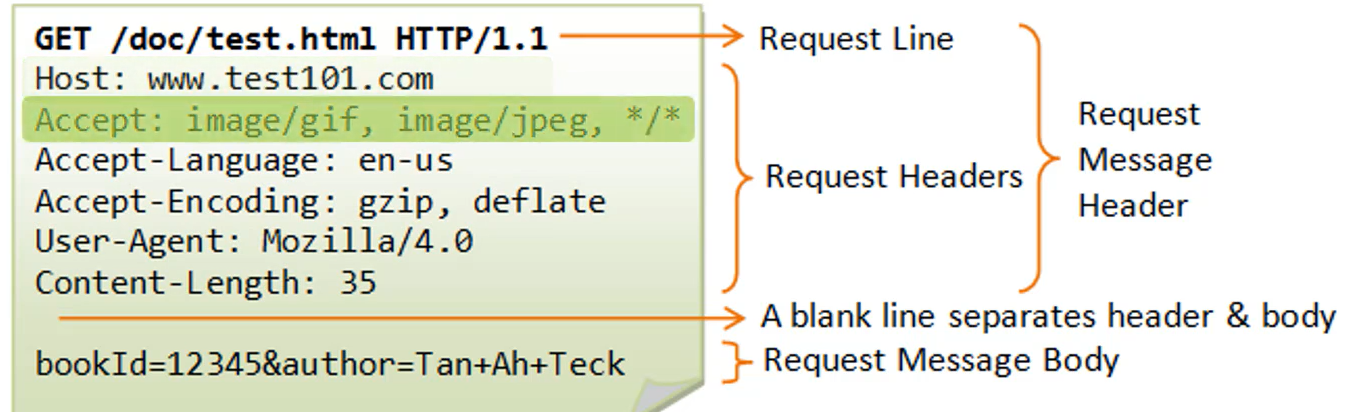 GET /doc/test.html HTTP/1.1
Request Line
Host: www.test101.com
Accept: image/gif, image/jpeg, */*
Accept-Language: en-us
Accept-Encoding: gzip, deflate
User-Agent: Mozilla/4.0
Content-Length: 35
Request Headers
Request
Message
Header
A blank line separates header & body
bookId=12345&author=Tan+Ah+Teck
Request Message Body